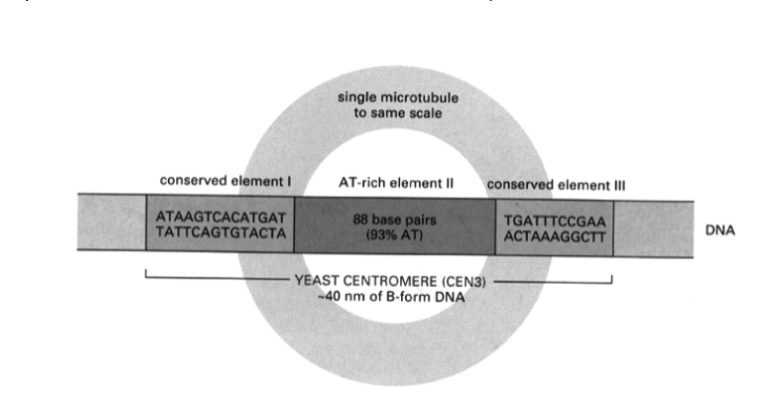 single microtubule
to same scale
conserved element I
AT-rich element II
conserved element III
ATAAGTCACATGAT
TATTCAGTGTACTA
88 base pairs
(93% AT)
TGATTTCCGAA
ACTAAAGGCTT
DNA
YEAST CENTROMERE (CEN3)
~40 nm of B-form DNA